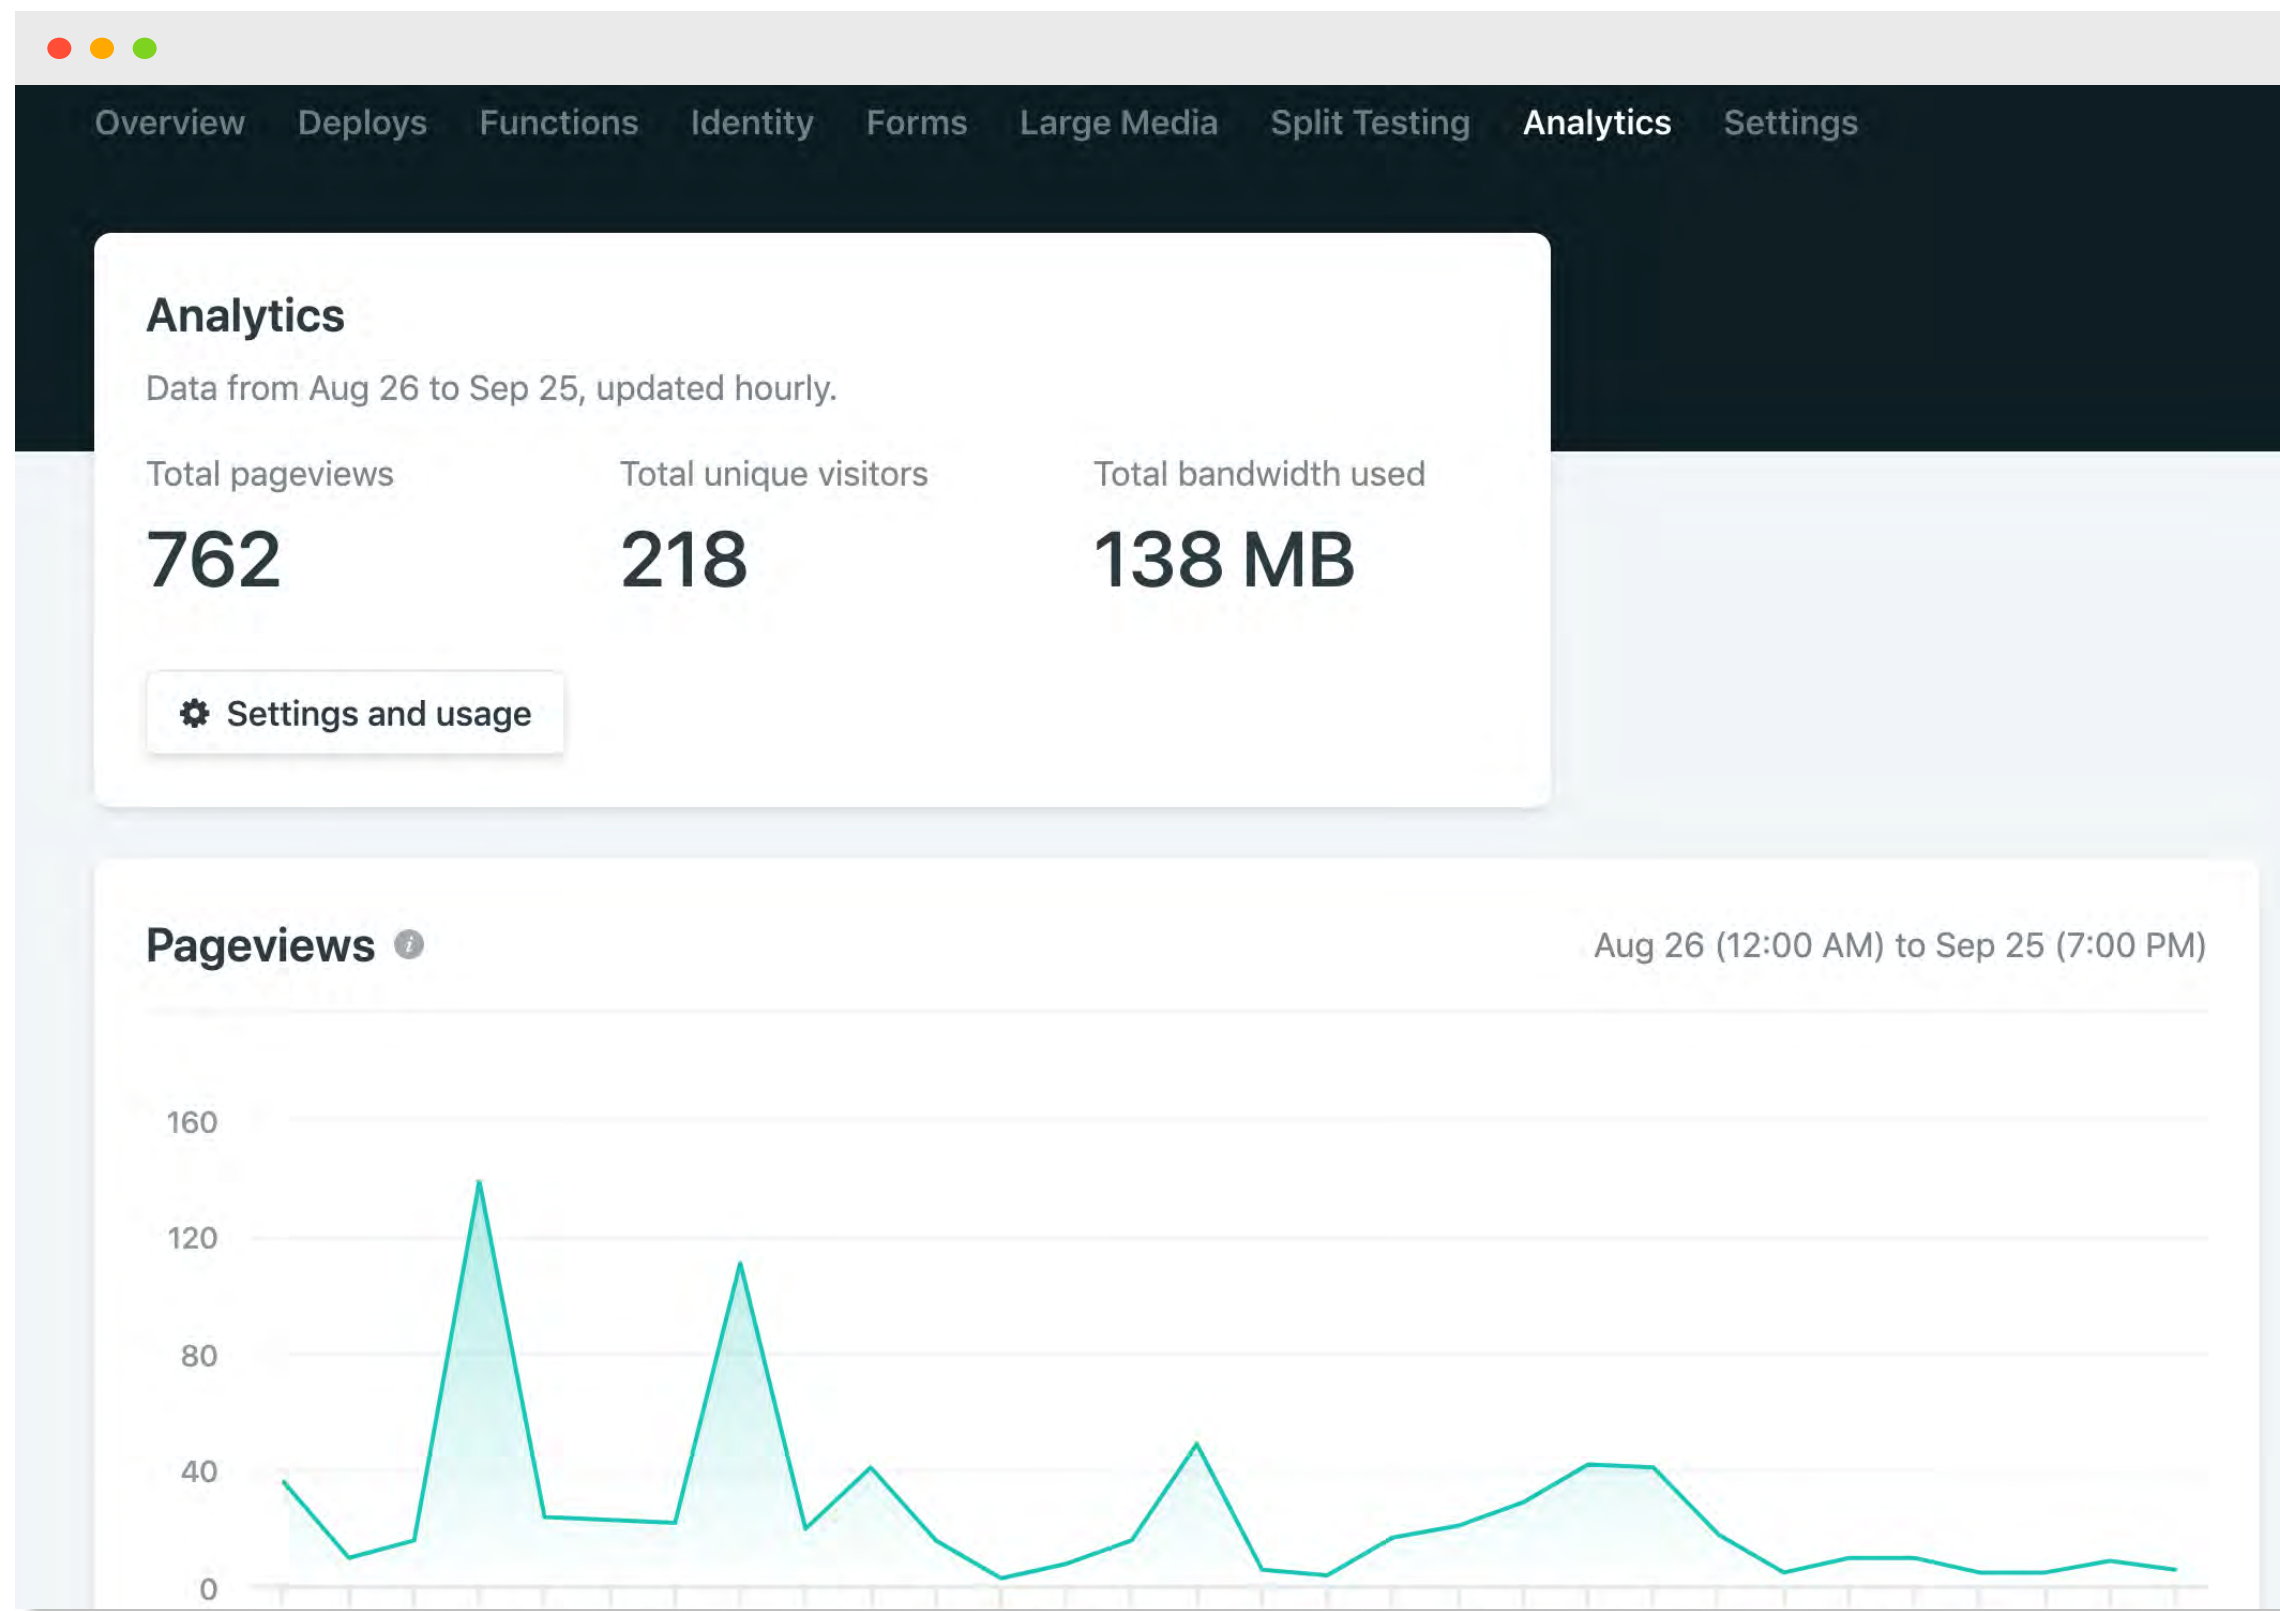 Overview Deploys Functions Identity Forms Large Media Split Testing Analytics Settings
Analytics
Data from Aug 26 to Sep 25, updated hourly.
Total pageviews Total unique visitors Total bandwidth used
762 218 138 MB
Settings and usage
Pageviews i Aug 26 (12:00 AM) to Sep 25 (7:00 PM)
160
120
80
40
0